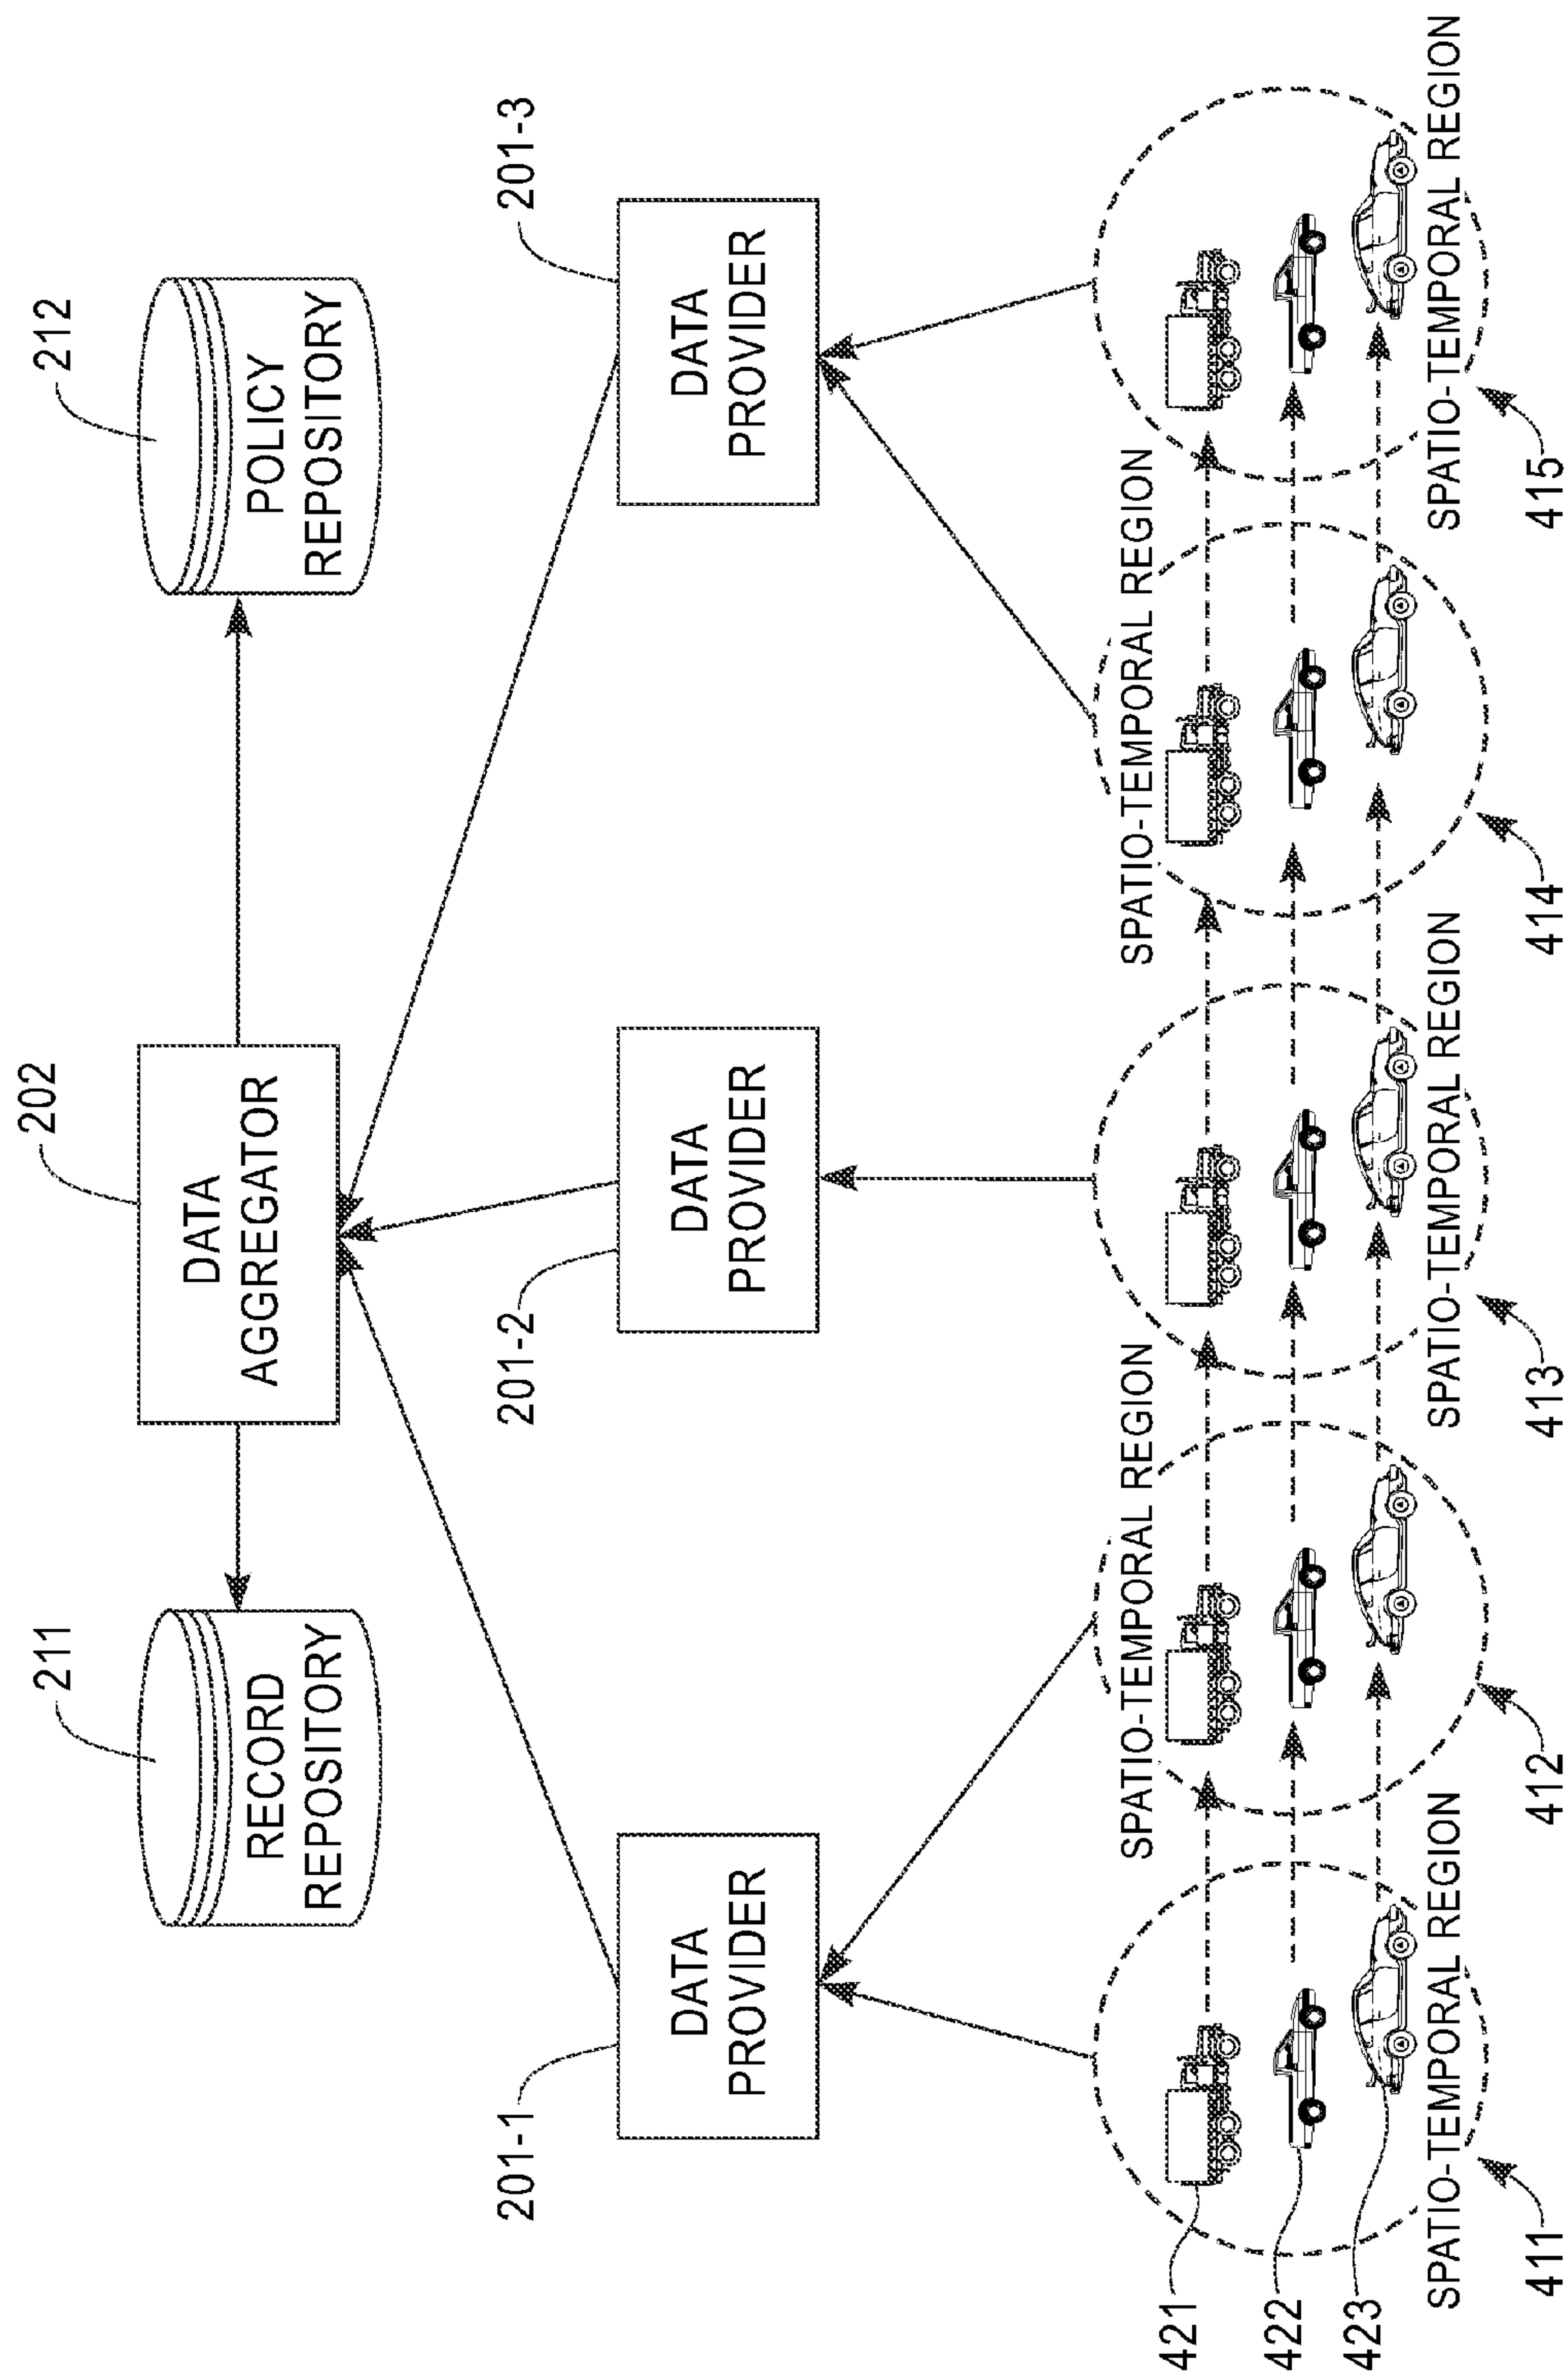 202
211
212
DATA
AGGREGATOR
RECORD
REPOSITORY
POLICY
REPOSITORY
201-1
201-2
201-3
DATA
PROVIDER
DATA
PROVIDER
DATA
PROVIDER
SPATIO-TEMPORAL REGION
SPATIO-TEMPORAL REGION
421
422
423
SPATIO-TEMPORAL REGION
SPATIO-TEMPORAL REGION
SPATIO-TEMPORAL REGION
411
412
413
414
415